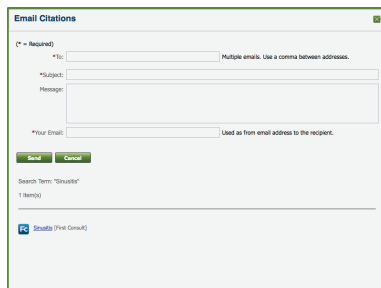 Email Citations
(* = Required)
*To: Multiple emails. Use a comma between addresses.
*Subject:
Message:
*Your Email: Used as from email address to the recipient.
Send Cancel
Search Term: "Sinusitis"
1 Item(s)
FC Sinusitis [First Consult]